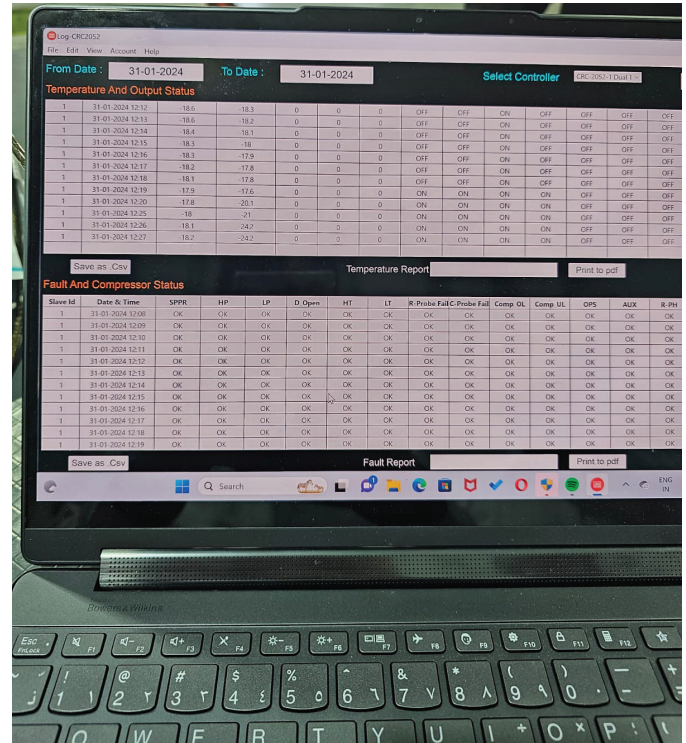 Log-CRC2052
File Edit View Account Help
From Date : 31-01-2024 To Date : 31-01-2024 Select Controller CRC-2052-1 Dual 1
Temperature And Output Status
1 31-01-2024 12:12 -18.6 -18.3 0 0 0 OFF OFF ON OFF OFF OFF OFF
1 31-01-2024 12:13 -18.6 -18.2 0 0 0 OFF OFF ON OFF OFF OFF OFF
1 31-01-2024 12:14 -18.4 -18.1 0 0 0 OFF OFF ON OFF OFF OFF OFF
1 31-01-2024 12:15 -18.3 -18 0 0 0 OFF OFF ON OFF OFF OFF OFF
1 31-01-2024 12:16 -18.3 -17.9 0 0 0 OFF OFF ON OFF OFF OFF OFF
1 31-01-2024 12:17 -18.2 -17.8 0 0 0 OFF OFF ON OFF OFF OFF OFF
1 31-01-2024 12:18 -18.1 -17.8 0 0 0 OFF OFF ON OFF OFF OFF OFF
1 31-01-2024 12:19 -17.9 -17.6 0 0 0 ON ON ON ON OFF OFF OFF
1 31-01-2024 12:20 -17.8 -20.1 0 0 0 ON ON ON ON OFF OFF OFF
1 31-01-2024 12:25 -18 -21 0 0 0 ON ON ON ON OFF OFF OFF
1 31-01-2024 12:26 -18.1 24.2 0 0 0 ON ON ON ON OFF OFF OFF
1 31-01-2024 12:27 -18.2 -24.2 0 0 0 ON ON ON ON OFF OFF OFF
Save as .Csv Temperature Report Print to pdf
Fault And Compressor Status
Slave Id Date & Time SPPR HP LP D_Open HT LT R-Probe Fail C-Probe Fail Comp_OL Comp_UL OPS AUX R-PH
1 31-01-2024 12:08 OK OK OK OK OK OK OK OK OK OK OK OK OK
1 31-01-2024 12:09 OK OK OK OK OK OK OK OK OK OK OK OK OK
1 31-01-2024 12:10 OK OK OK OK OK OK OK OK OK OK OK OK OK
1 31-01-2024 12:11 OK OK OK OK OK OK OK OK OK OK OK OK OK
1 31-01-2024 12:12 OK OK OK OK OK OK OK OK OK OK OK OK OK
1 31-01-2024 12:13 OK OK OK OK OK OK OK OK OK OK OK OK OK
1 31-01-2024 12:14 OK OK OK OK OK OK OK OK OK OK OK OK OK
1 31-01-2024 12:15 OK OK OK OK OK OK OK OK OK OK OK OK OK
1 31-01-2024 12:16 OK OK OK OK OK OK OK OK OK OK OK OK OK
1 31-01-2024 12:17 OK OK OK OK OK OK OK OK OK OK OK OK OK
1 31-01-2024 12:18 OK OK OK OK OK OK OK OK OK OK OK OK OK
1 31-01-2024 12:19 OK OK OK OK OK OK OK OK OK OK OK OK OK
Save as .Csv Fault Report Print to pdf
Search ENG
IN
Bowers & Wilkins
Esc F1 F2 F3 F4 F5 F6 F7 F8 F9 F10 F11 F12
FnLock
! @ # $ % ^ & * ( ) —
1 ١ 2 ٢ 3 ٣ 4 ٤ 5 ٥ 6 ٦ 7 ٧ 8 ٨ 9 ٩ 0 ٠ -
Q W E R T Y U I + O × P :